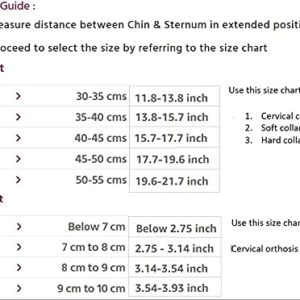 Guide :
easure distance between Chin & Sternum in extended positi
oceed to select the size by referring to the size chart
t
> 30-35 cms 11.8-13.8 inch
> 35-40 cms 13.8-15.7 inch
> 40-45 cms 15.7-17.7 inch
> 45-50 cms 17.7-19.6 inch
> 50-55 cms 19.6-21.7 inch
Use this size chart
1. Cervical c
2. Soft colla
3. Hard colla
t
> Below 7 cm Below 2.75 inch
> 7 cm to 8 cm 2.75 - 3.14 inch
> 8 cm to 9 cm 3.14-3.54 inch
> 9 cm to 10 cm 3.54-3.93 inch
Use this size char
Cervical orthosis